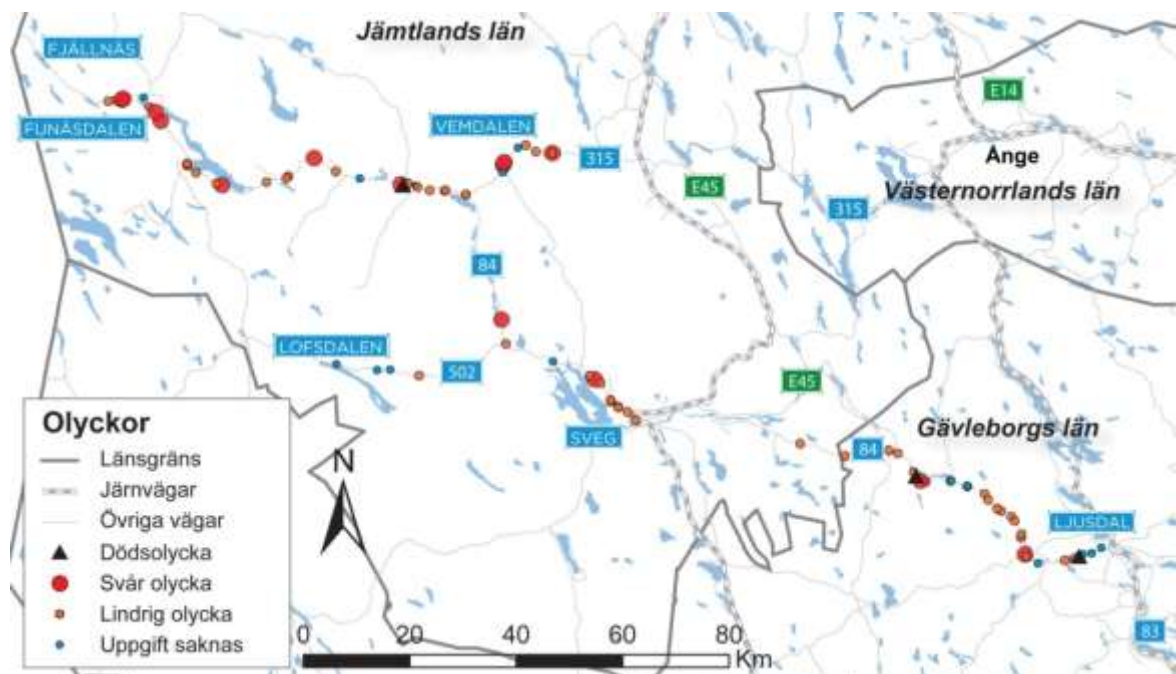 Jämtlands län
FJÄLLNÄS
E14
FUNÄSDALEN
VEMDALEN
315
Ånge
Västernorrlands län
E45
315
84
LOFSDALEN
502
E45
SVEG
84
Gävleborgs län
LJUSDAL
83
Olyckor
Länsgräns
Järnvägar
Övriga vägar
Dödsolycka
Svår olycka
Lindrig olycka
Uppgift saknas
N
0 20 40 60 80
Km